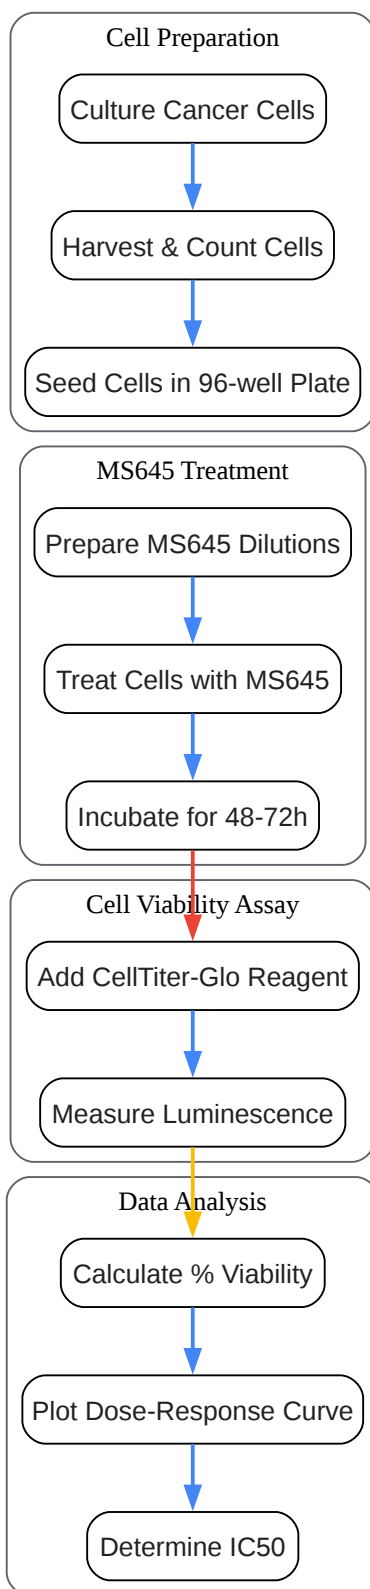 Cell Preparation
Culture Cancer Cells
Harvest & Count Cells
Seed Cells in 96-well Plate
MS645 Treatment
Prepare MS645 Dilutions
Treat Cells with MS645
Incubate for 48-72h
Cell Viability Assay
Add CellTiter-Glo Reagent
Measure Luminescence
Data Analysis
Calculate % Viability
Plot Dose-Response Curve
Determine IC50